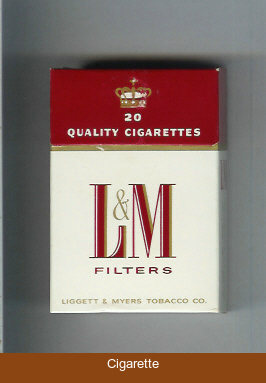 20
QUALITY CIGARETTES
L&M
FILTERS
LIGGETT & MYERS TOBACCO CO.
Cigarette